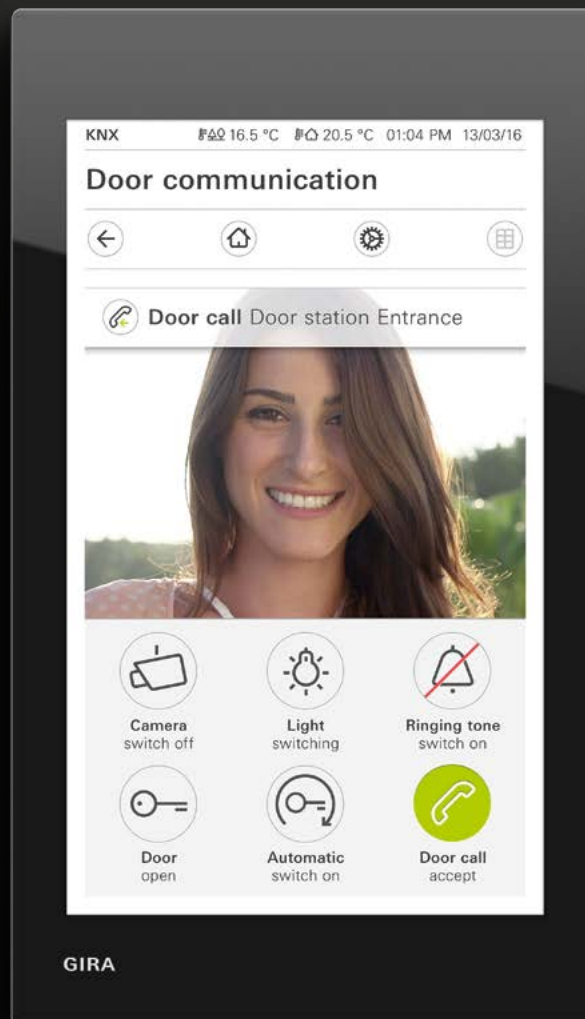 KNX 16.5 °C 20.5 °C 01:04 PM 13/03/16
Door communication
Door call Door station Entrance
Camera
switch off
Light
switching
Ringing tone
switch on
Door
open
Automatic
switch on
Door call
accept
GIRA